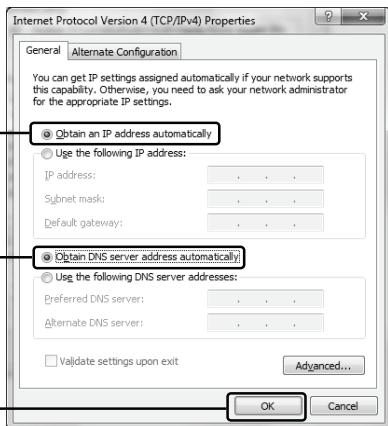 Internet Protocol Version 4 (TCP/IPv4) Properties
General
Alternate Configuration
You can get IP settings assigned automatically if your network supports
this capability. Otherwise, you need to ask your network administrator
for the appropriate IP settings.
Obtain an IP address automatically
Use the following IP address:
IP address:
Subnet mask:
Default gateway:
Obtain DNS server address automatically
Use the following DNS server addresses:
Preferred DNS server:
Alternate DNS server:
Validate settings upon exit
Advanced...
OK
Cancel